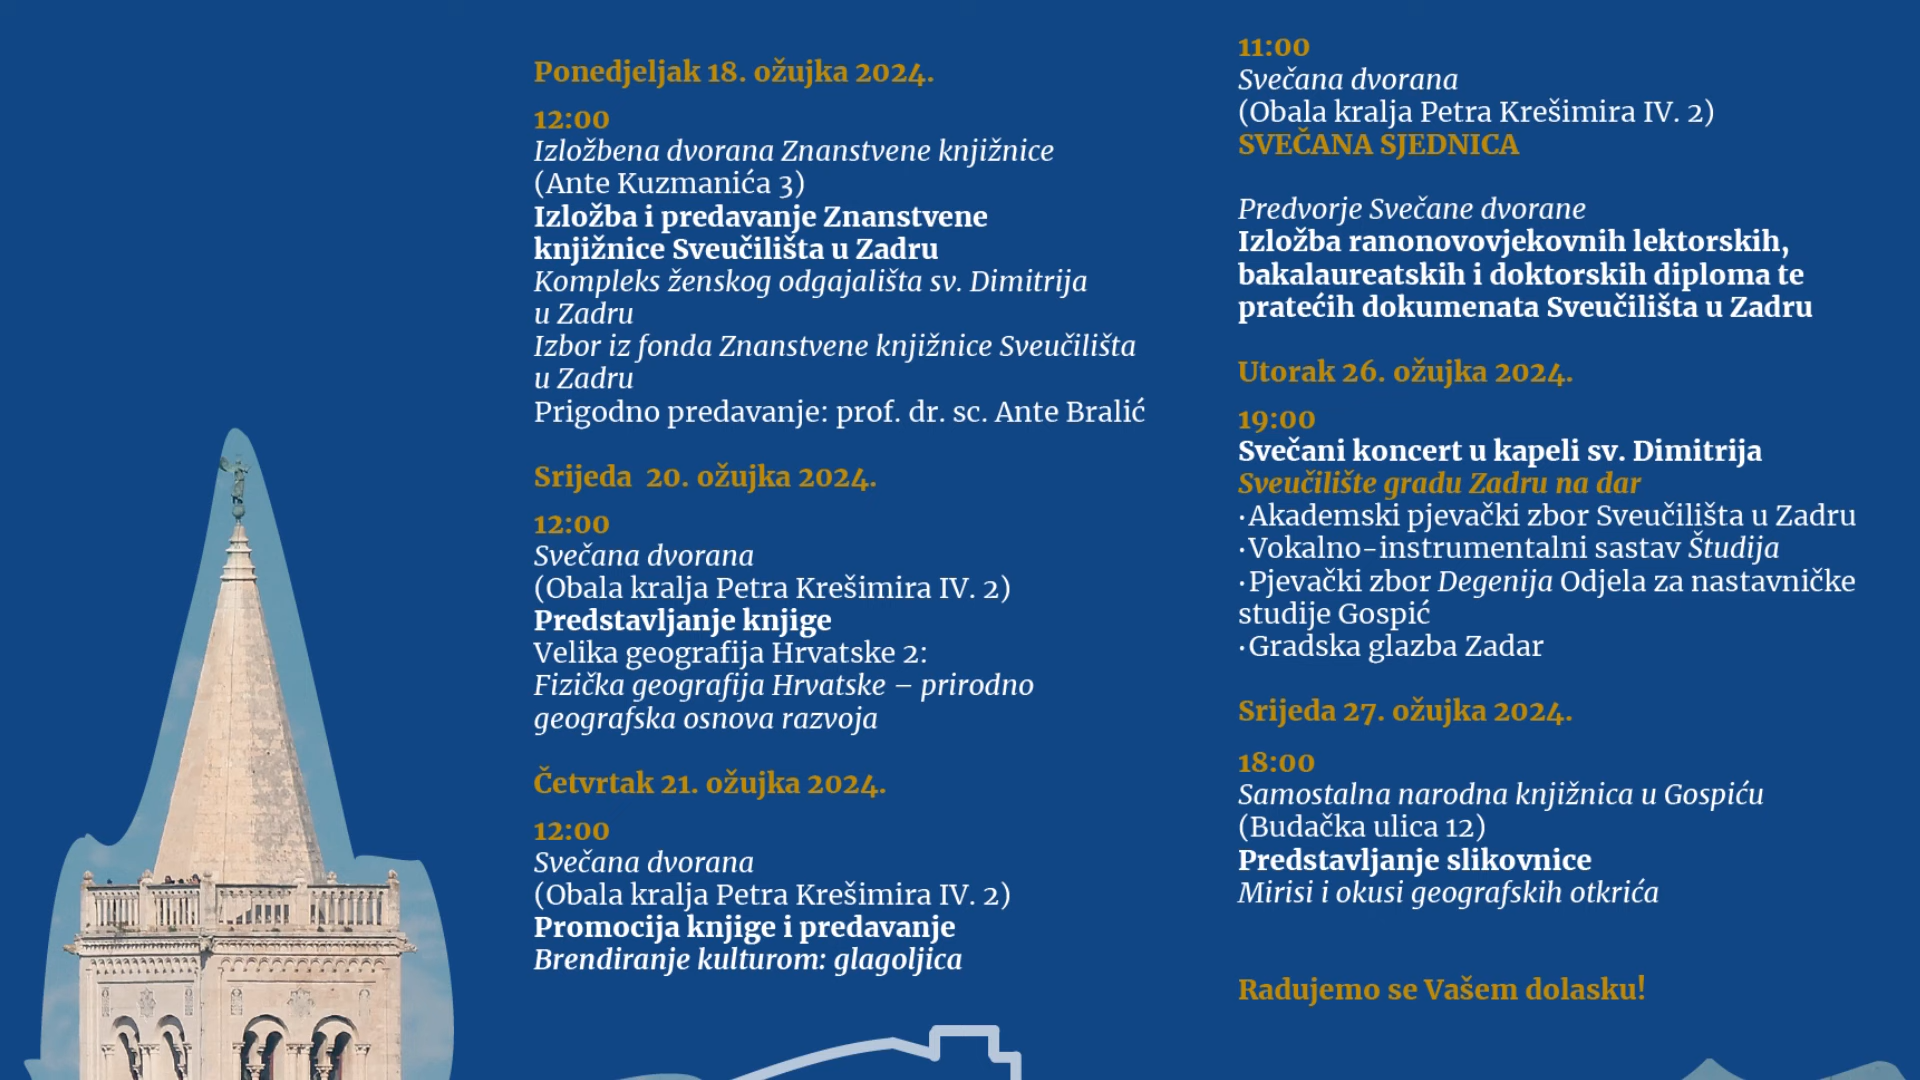 Ponedjeljak 18. ožujka 2024.
12:00
Izložbena dvorana Znanstvene knjižnice
(Ante Kuzmanića 3)
Izložba i predavanje Znanstvene
knjižnice Sveučilišta u Zadru
Kompleks ženskog odgajališta sv. Dimitrija
u Zadru
Izbor iz fonda Znanstvene knjižnice Sveučilišta
u Zadru
Prigodno predavanje: prof. dr. sc. Ante Bralić
Srijeda  20. ožujka 2024.
12:00
Svečana dvorana
(Obala kralja Petra Krešimira IV. 2)
Predstavljanje knjige
Velika geografija Hrvatske 2:
Fizička geografija Hrvatske – prirodno
geografska osnova razvoja
Četvrtak 21. ožujka 2024.
12:00
Svečana dvorana
(Obala kralja Petra Krešimira IV. 2)
Promocija knjige i predavanje
Brendiranje kulturom: glagoljica
11:00
Svečana dvorana
(Obala kralja Petra Krešimira IV. 2)
SVEČANA SJEDNICA
Predvorje Svečane dvorane
Izložba ranonovovjekovnih lektorskih,
bakalaureatskih i doktorskih diploma te
pratećih dokumenata Sveučilišta u Zadru
Utorak 26. ožujka 2024.
19:00
Svečani koncert u kapeli sv. Dimitrija
Sveučilište gradu Zadru na dar
·Akademski pjevački zbor Sveučilišta u Zadru
·Vokalno-instrumentalni sastav Študija
·Pjevački zbor Degenija Odjela za nastavničke
studije Gospić
·Gradska glazba Zadar
Srijeda 27. ožujka 2024.
18:00
Samostalna narodna knjižnica u Gospiću
(Budačka ulica 12)
Predstavljanje slikovnice
Mirisi i okusi geografskih otkrića
Radujemo se Vašem dolasku!